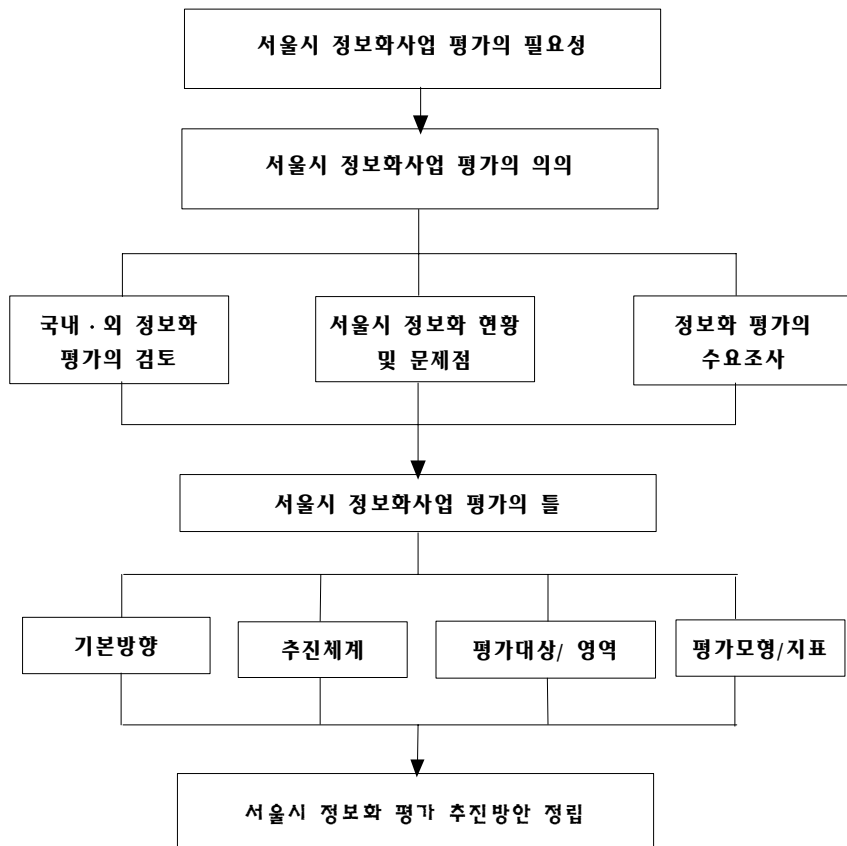 서울시 정보화사업 평가의 필요성
서울시 정보화사업 평가의 의의
국내 · 외 정보화
평가의 검토
서울시 정보화 현황
및 문제점
정보화 평가의
수요조사
서울시 정보화사업 평가의 틀
기본방향
추진체계
평가대상/ 영역
평가모형/지표
서울시 정보화 평가 추진방안 정립